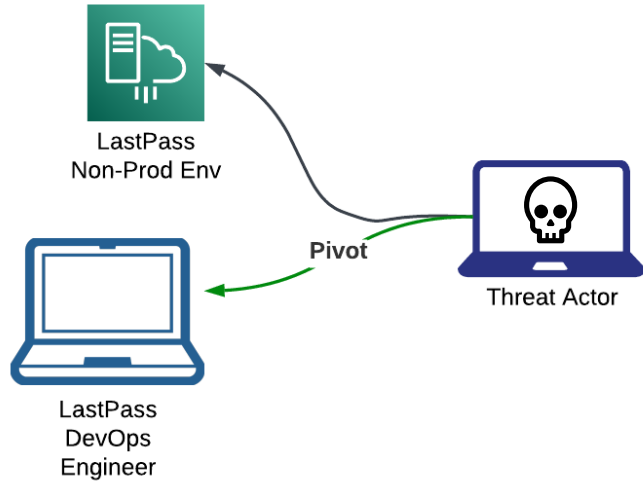 LastPass
Non-Prod Env
Pivot
Threat Actor
LastPass
DevOps
Engineer